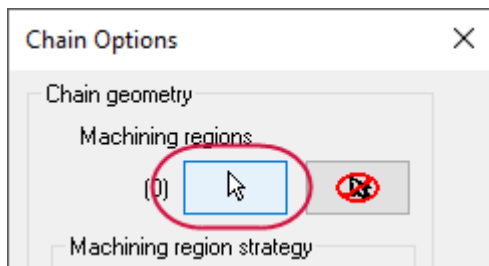 Chain Options
Chain geometry
Machining regions
(0)
Machining region strategy